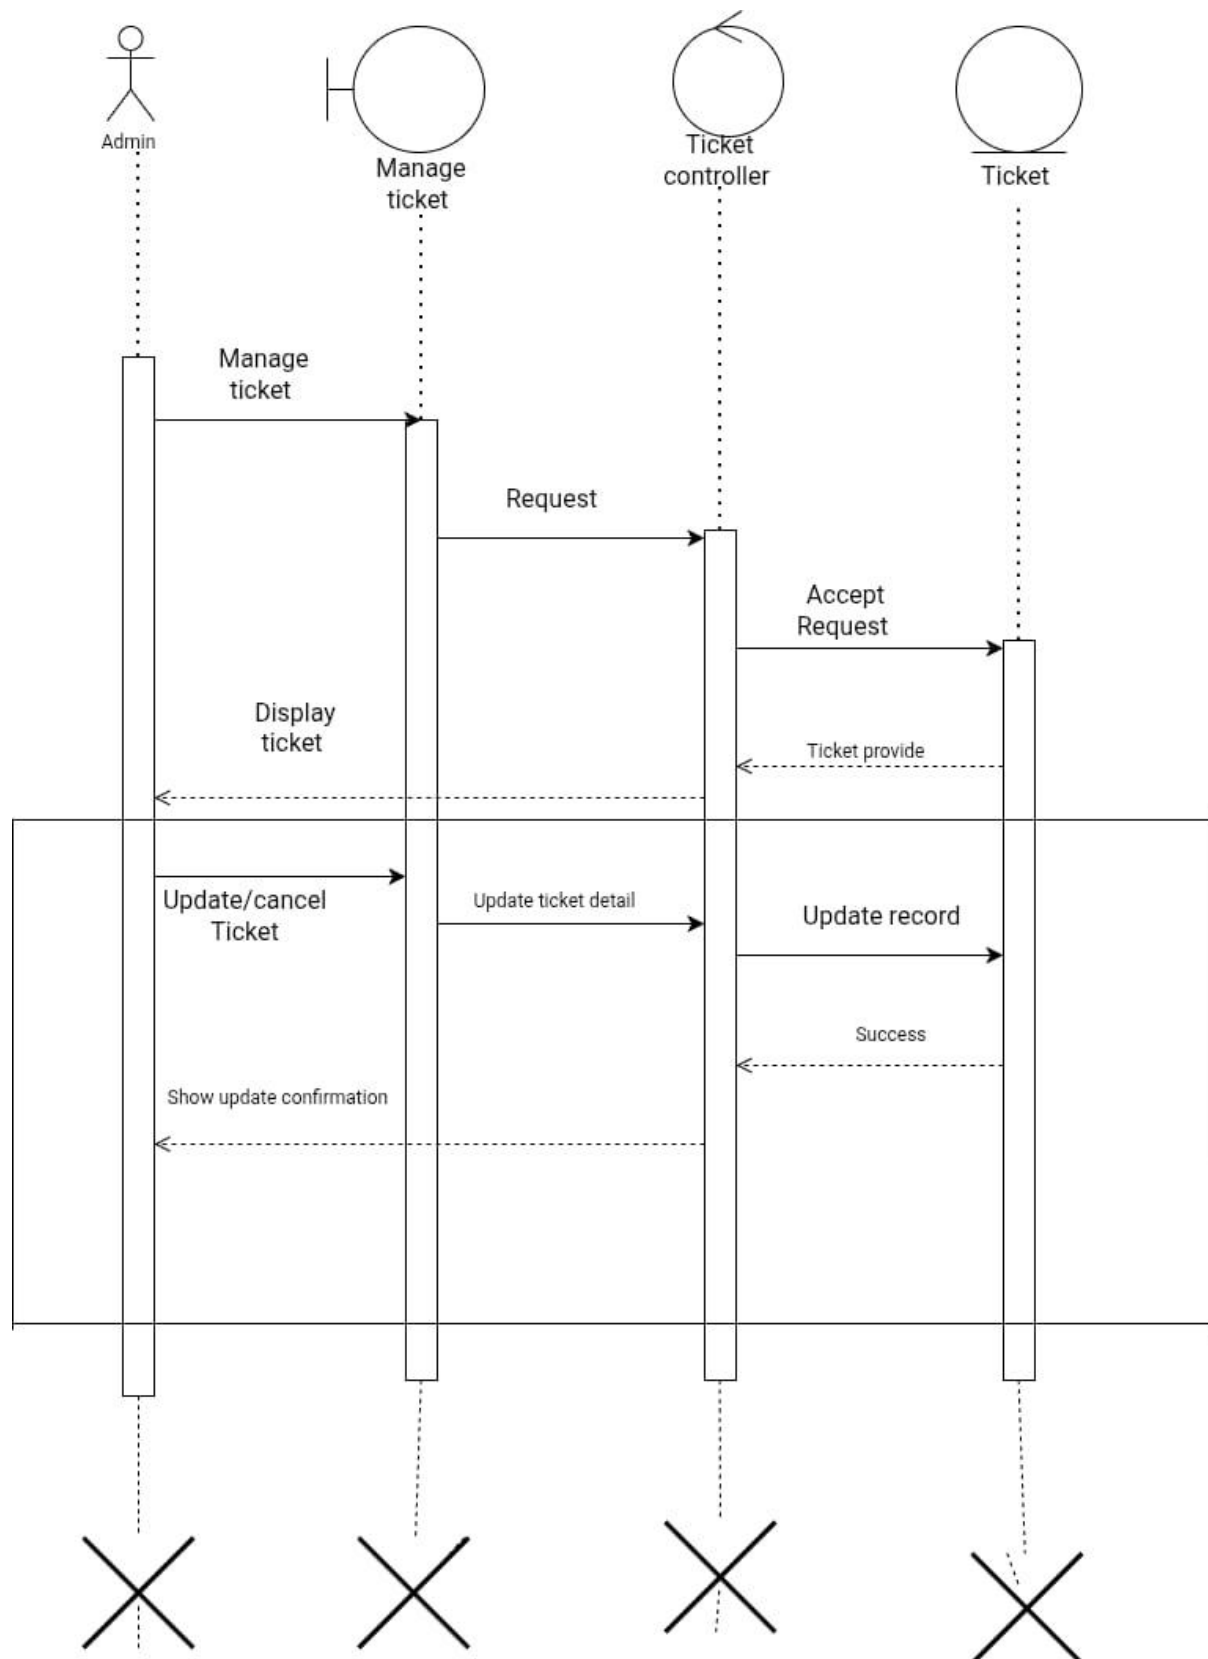 Admin
Manage
ticket
Ticket
controller
Ticket
Manage
ticket
Request
Accept
Request
Display
ticket
Ticket provide
Update/cancel
Ticket
Update ticket detail
Update record
Success
Show update confirmation